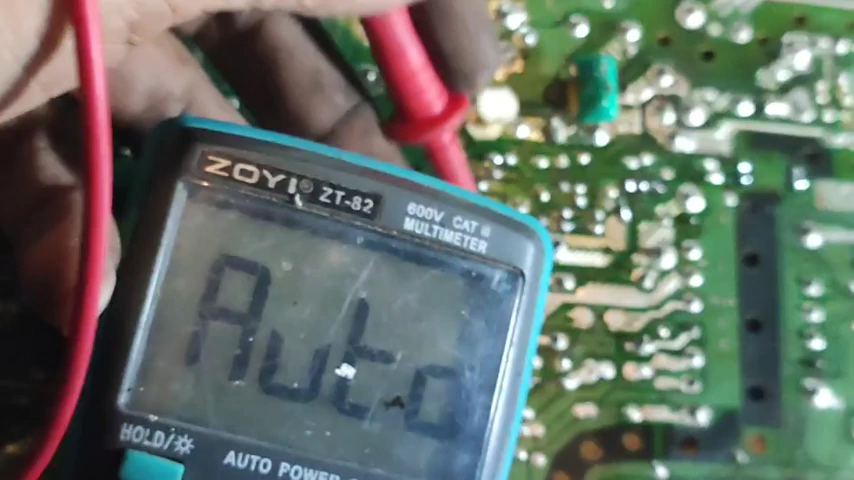 ZOYI® ZT-82
600V CAT III
MULTIMETER
Auto
HOLD/
AUTO POWER